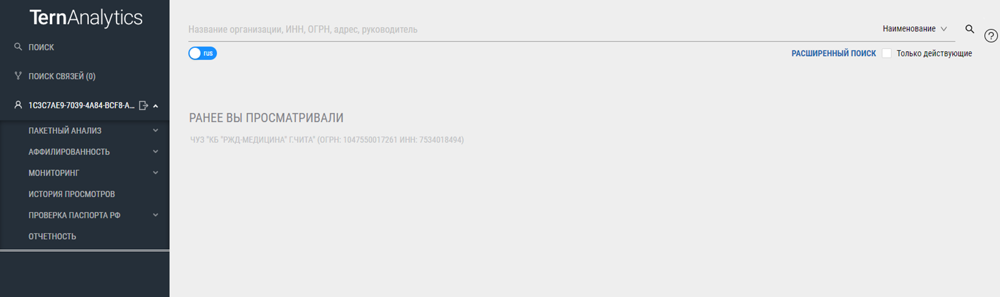 TernAnalytics
ПОИСК
ПОИСК СВЯЗЕЙ (0)
1C3C7AE9-7039-4A84-BCF8-A...
ПАКЕТНЫЙ АНАЛИЗ
АФФИЛИРОВАННОСТЬ
МОНИТОРИНГ
ИСТОРИЯ ПРОСМОТРОВ
ПРОВЕРКА ПАСПОРТА РФ
ОТЧЕТНОСТЬ
Название организации, ИНН, ОГРН, адрес, руководитель
Наименование
?
rus
РАСШИРЕННЫЙ ПОИСК
Только действующие
РАНЕЕ ВЫ ПРОСМАТРИВАЛИ
ЧУЗ "КБ "РЖД-МЕДИЦИНА" Г.ЧИТА" (ОГРН: 1047550017261 ИНН: 7534018494)